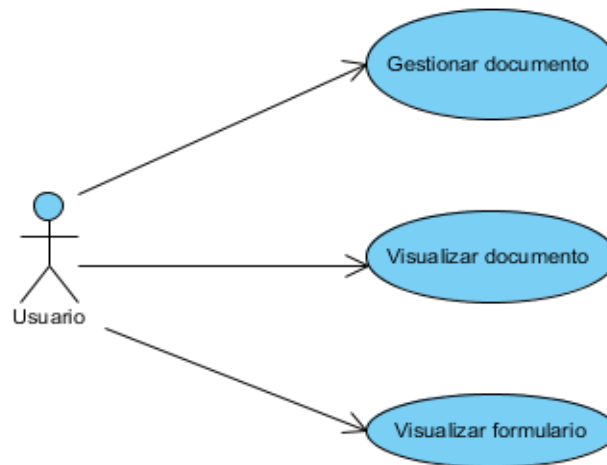 Gestionar documento
Visualizar documento
Usuario
Visualizar formulario